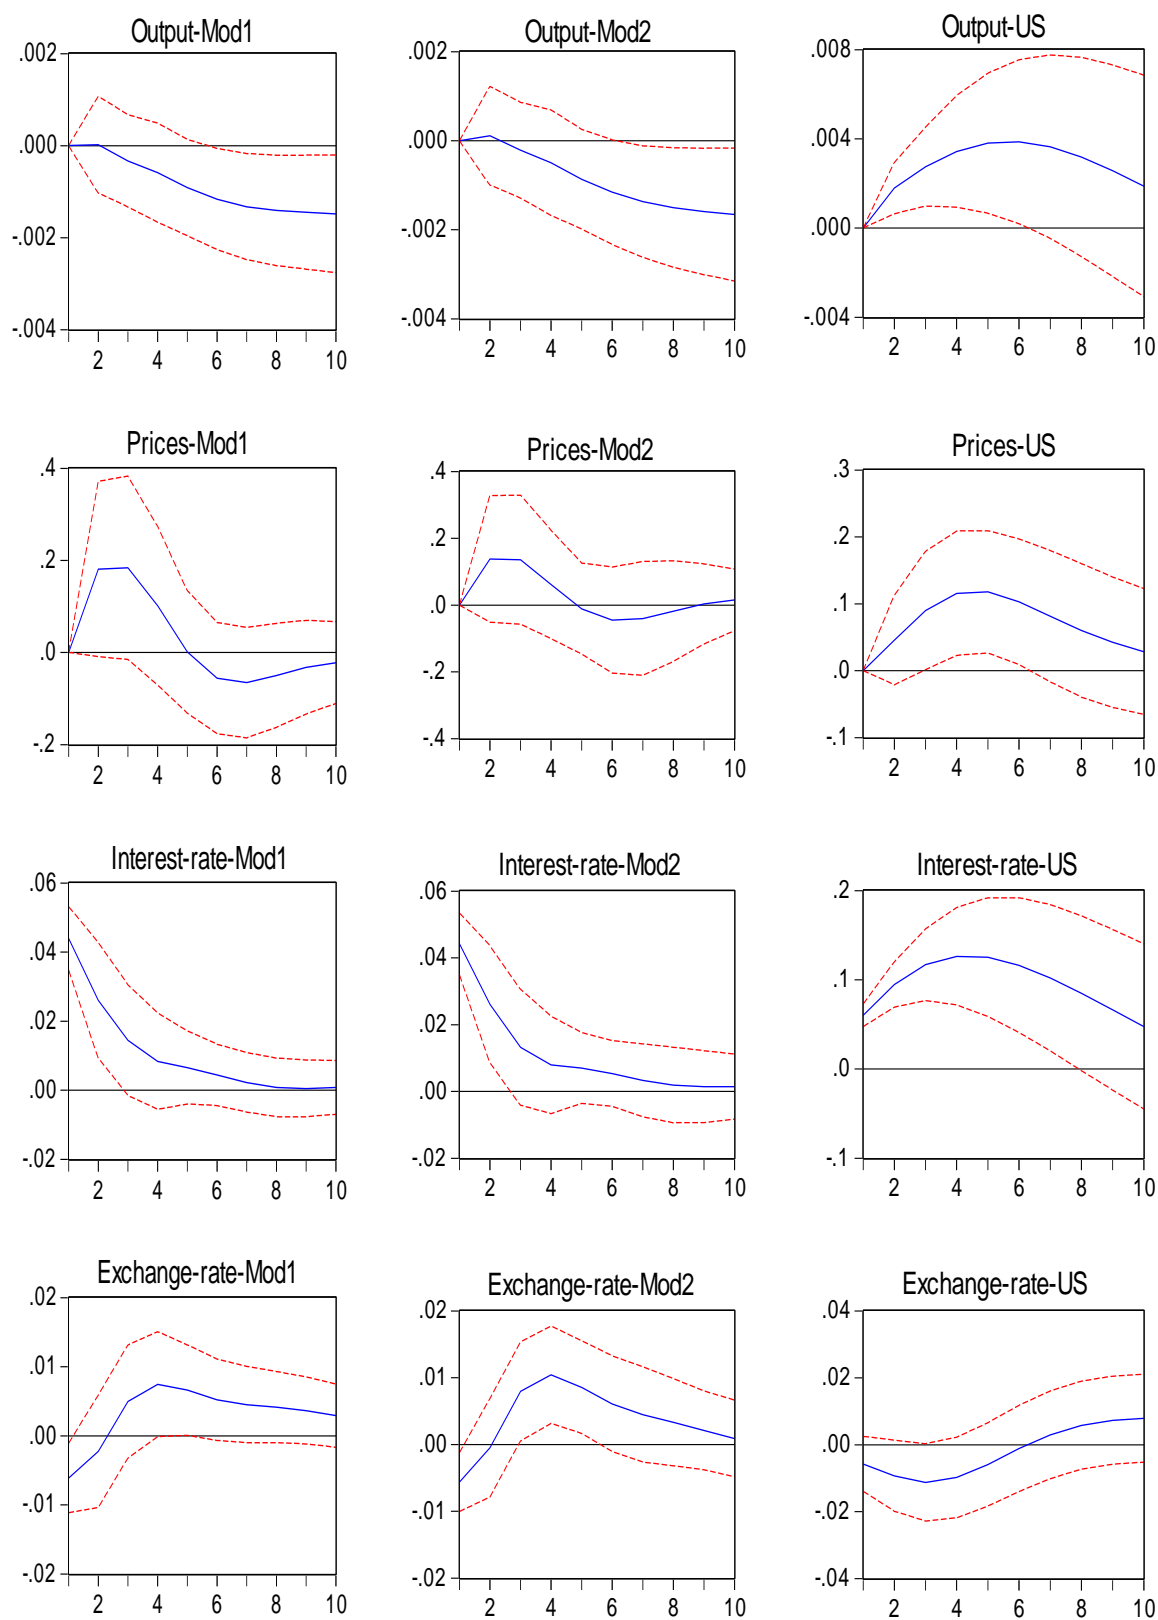 Output-Mod1
.002
.000
-.002
-.004
2 4 6 8 10
Output-Mod2
.002
.000
-.002
-.004
2 4 6 8 10
Output-US
.008
.004
.000
-.004
2 4 6 8 10
Prices-Mod1
.4
.2
.0
-.2
2 4 6 8 10
Prices-Mod2
.4
.2
.0
-.2
-.4
2 4 6 8 10
Prices-US
.3
.2
.1
.0
-.1
2 4 6 8 10
Interest-rate-Mod1
.06
.04
.02
.00
-.02
2 4 6 8 10
Interest-rate-Mod2
.06
.04
.02
.00
-.02
2 4 6 8 10
Interest-rate-US
.2
.1
.0
-.1
2 4 6 8 10
Exchange-rate-Mod1
.02
.01
.00
-.01
-.02
2 4 6 8 10
Exchange-rate-Mod2
.02
.01
.00
-.01
-.02
2 4 6 8 10
Exchange-rate-US
.04
.02
.00
-.02
-.04
2 4 6 8 10